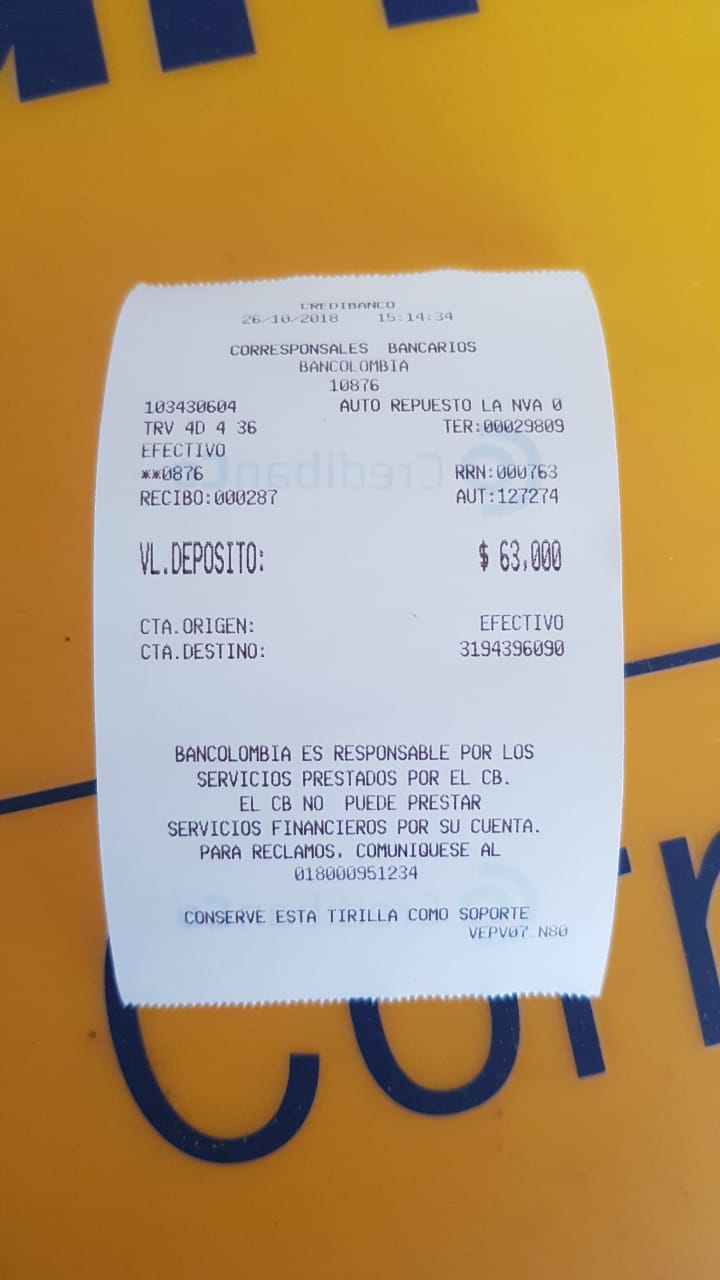 CREDIBANCO
26/10/2018 15:14:34
CORRESPONSALES BANCARIOS
BANCOLOMBIA
10876
103430604 AUTO REPUESTO LA NVA 0
TRV 4D 4 36 TER:00029809
EFECTIVO
**0876 RRN:000763
RECIBO:000287 AUT:127274
VL.DEPOSITO: $ 63,000
CTA.ORIGEN: EFECTIVO
CTA.DESTINO: 3194396090
BANCOLOMBIA ES RESPONSABLE POR LOS
SERVICIOS PRESTADOS POR EL CB.
EL CB NO PUEDE PRESTAR
SERVICIOS FINANCIEROS POR SU CUENTA.
PARA RECLAMOS, COMUNIQUESE AL
018000951234
CONSERVE ESTA TIRILLA COMO SOPORTE
VEPV07_N80
Corr